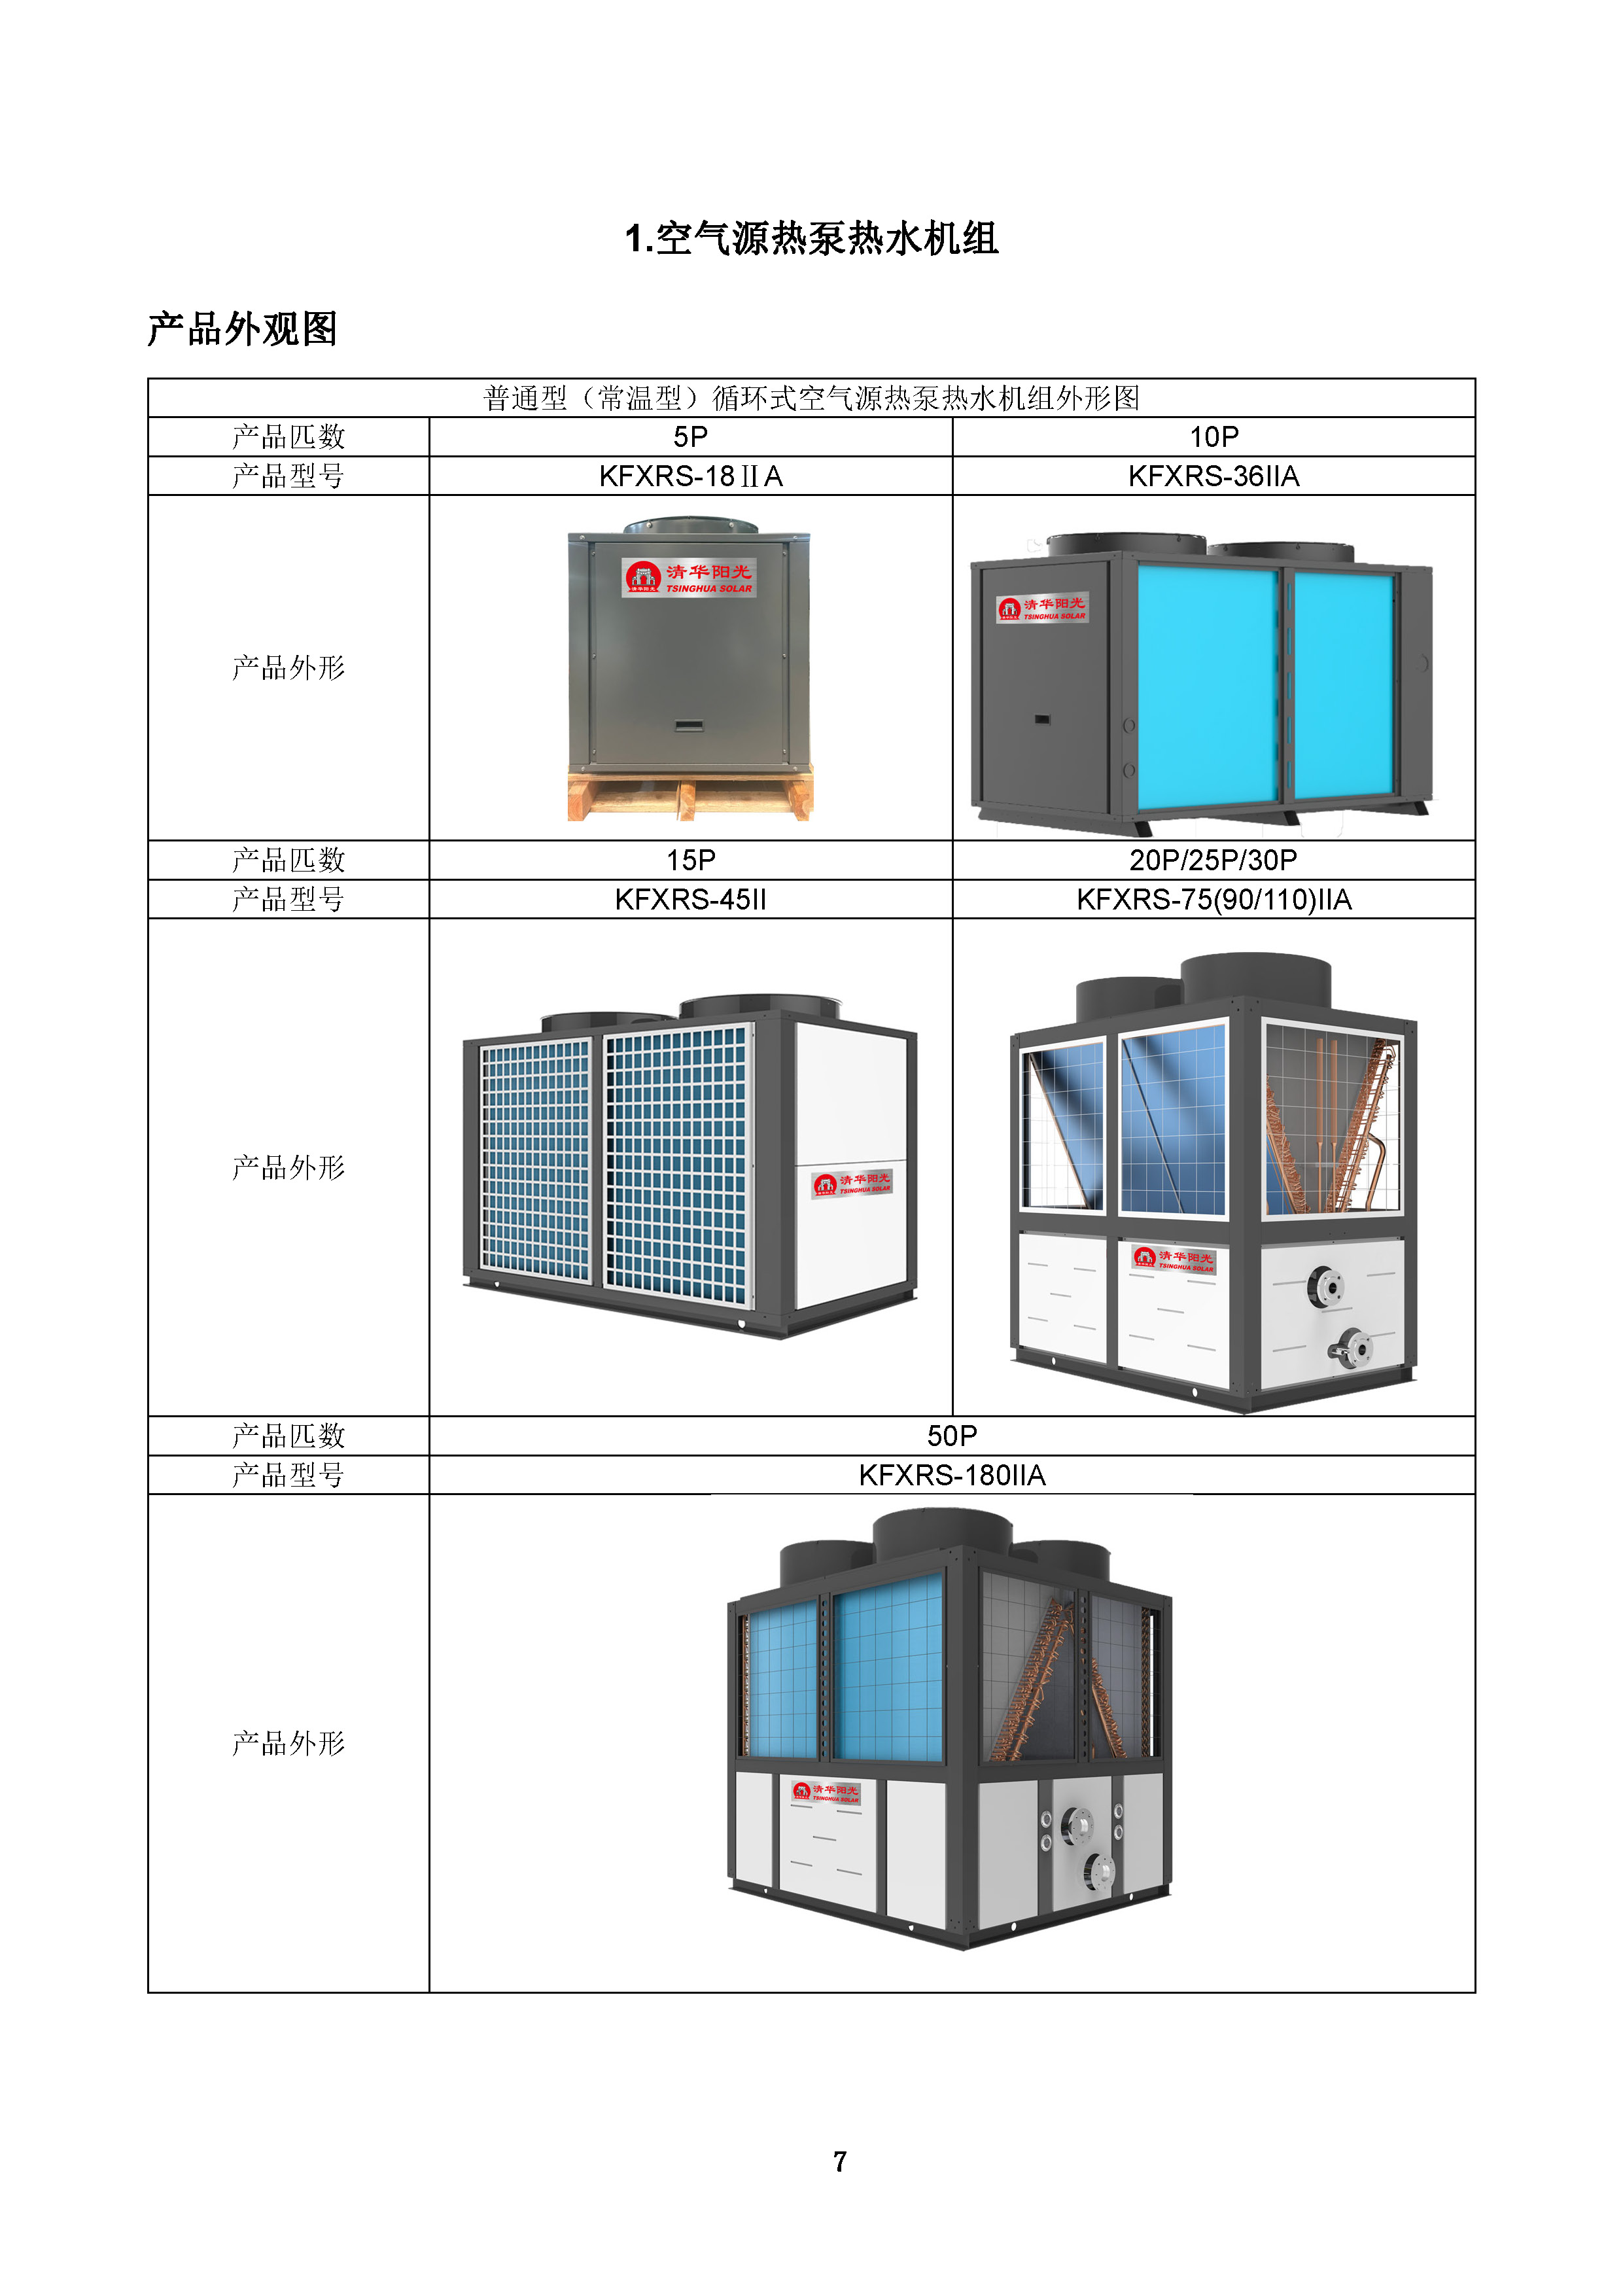 1.空气源热泵热水机组
产品外观图
普通型（常温型）循环式空气源热泵热水机组外形图
产品匹数 5P 10P
产品型号 KFXRS-18ⅡA KFXRS-36IIA
产品外形
清华阳光
TSINGHUA SOLAR
清华阳光
TSINGHUA SOLAR
产品匹数 15P 20P/25P/30P
产品型号 KFXRS-45II KFXRS-75(90/110)IIA
产品外形
清华阳光
TSINGHUA SOLAR
清华阳光
TSINGHUA SOLAR
产品匹数 50P
产品型号 KFXRS-180IIA
产品外形
清华阳光
TSINGHUA SOLAR
7